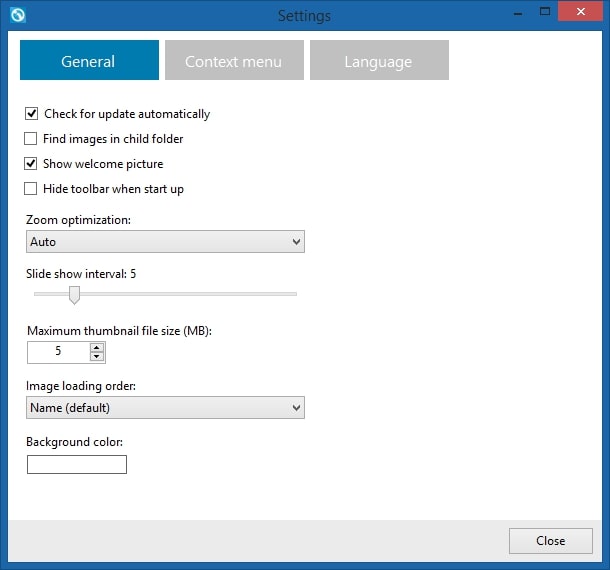 Settings
General Context menu Language
Check for update automatically
Find images in child folder
Show welcome picture
Hide toolbar when start up
Zoom optimization:
Auto
Slide show interval: 5
Maximum thumbnail file size (MB):
5
Image loading order:
Name (default)
Background color:
Close